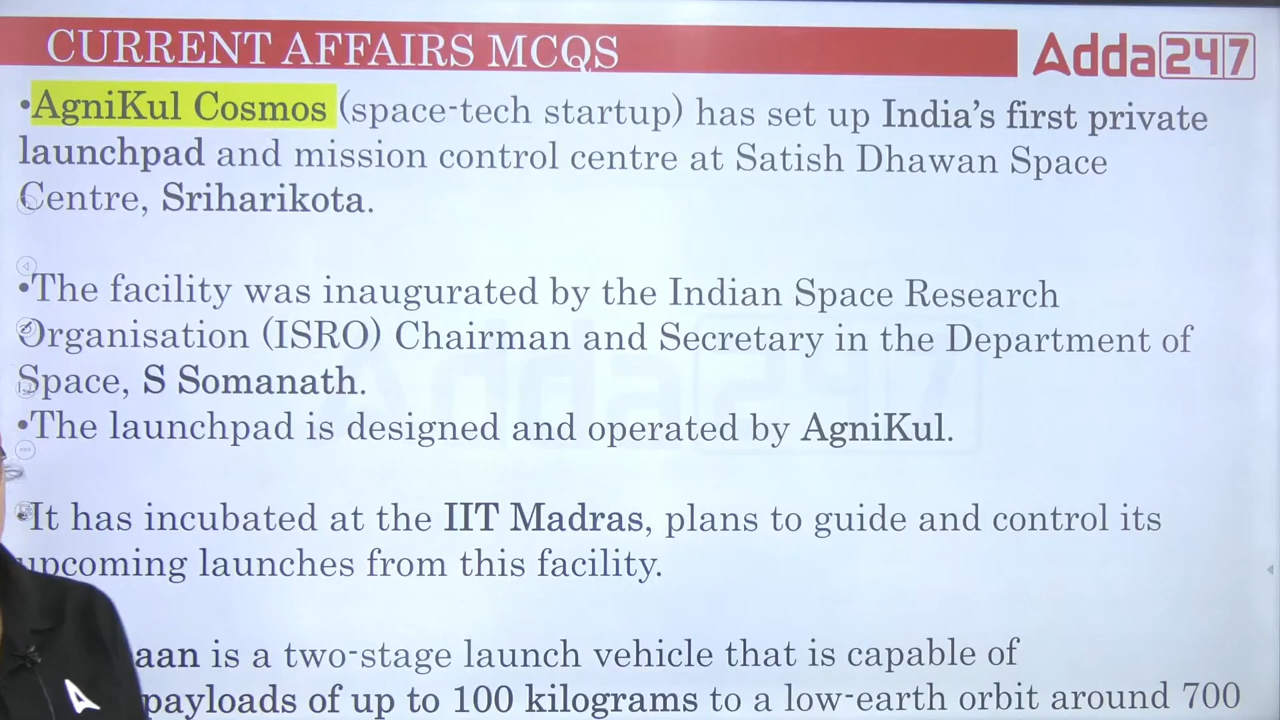 CURRENT AFFAIRS MCQS
Adda247
•AgniKul Cosmos (space-tech startup) has set up India's first private
launchpad and mission control centre at Satish Dhawan Space
Centre, Sriharikota.
•The facility was inaugurated by the Indian Space Research
Organisation (ISRO) Chairman and Secretary in the Department of
Space, S Somanath.
•The launchpad is designed and operated by AgniKul.
•It has incubated at the IIT Madras, plans to guide and control its
upcoming launches from this facility.
aan is a two-stage launch vehicle that is capable of
payloads of up to 100 kilograms to a low-earth orbit around 700